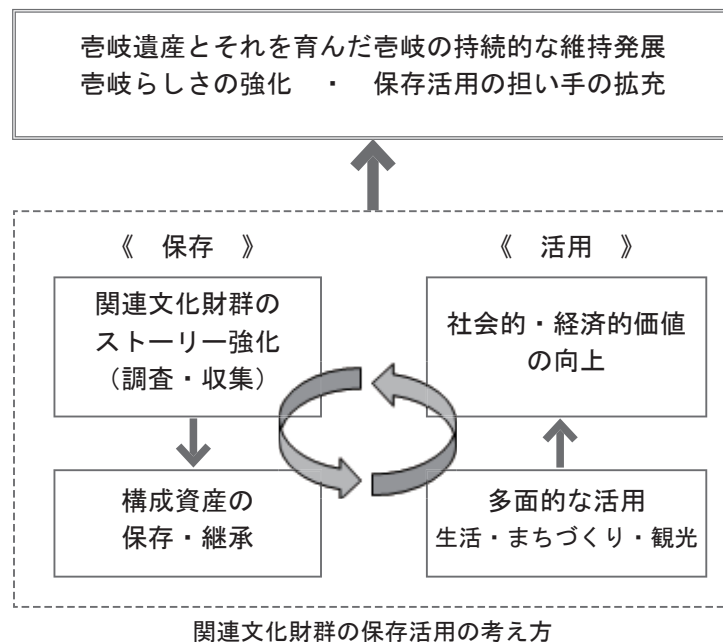 壱岐遺産とそれを育んだ壱岐の持続的な維持発展
壱岐らしさの強化　・　保存活用の担い手の拡充
《　保存　》
関連文化財群の
ストーリー強化
（調査・収集）
構成資産の
保存・継承
《　活用　》
社会的・経済的価値
の向上
多面的な活用
生活・まちづくり・観光
関連文化財群の保存活用の考え方